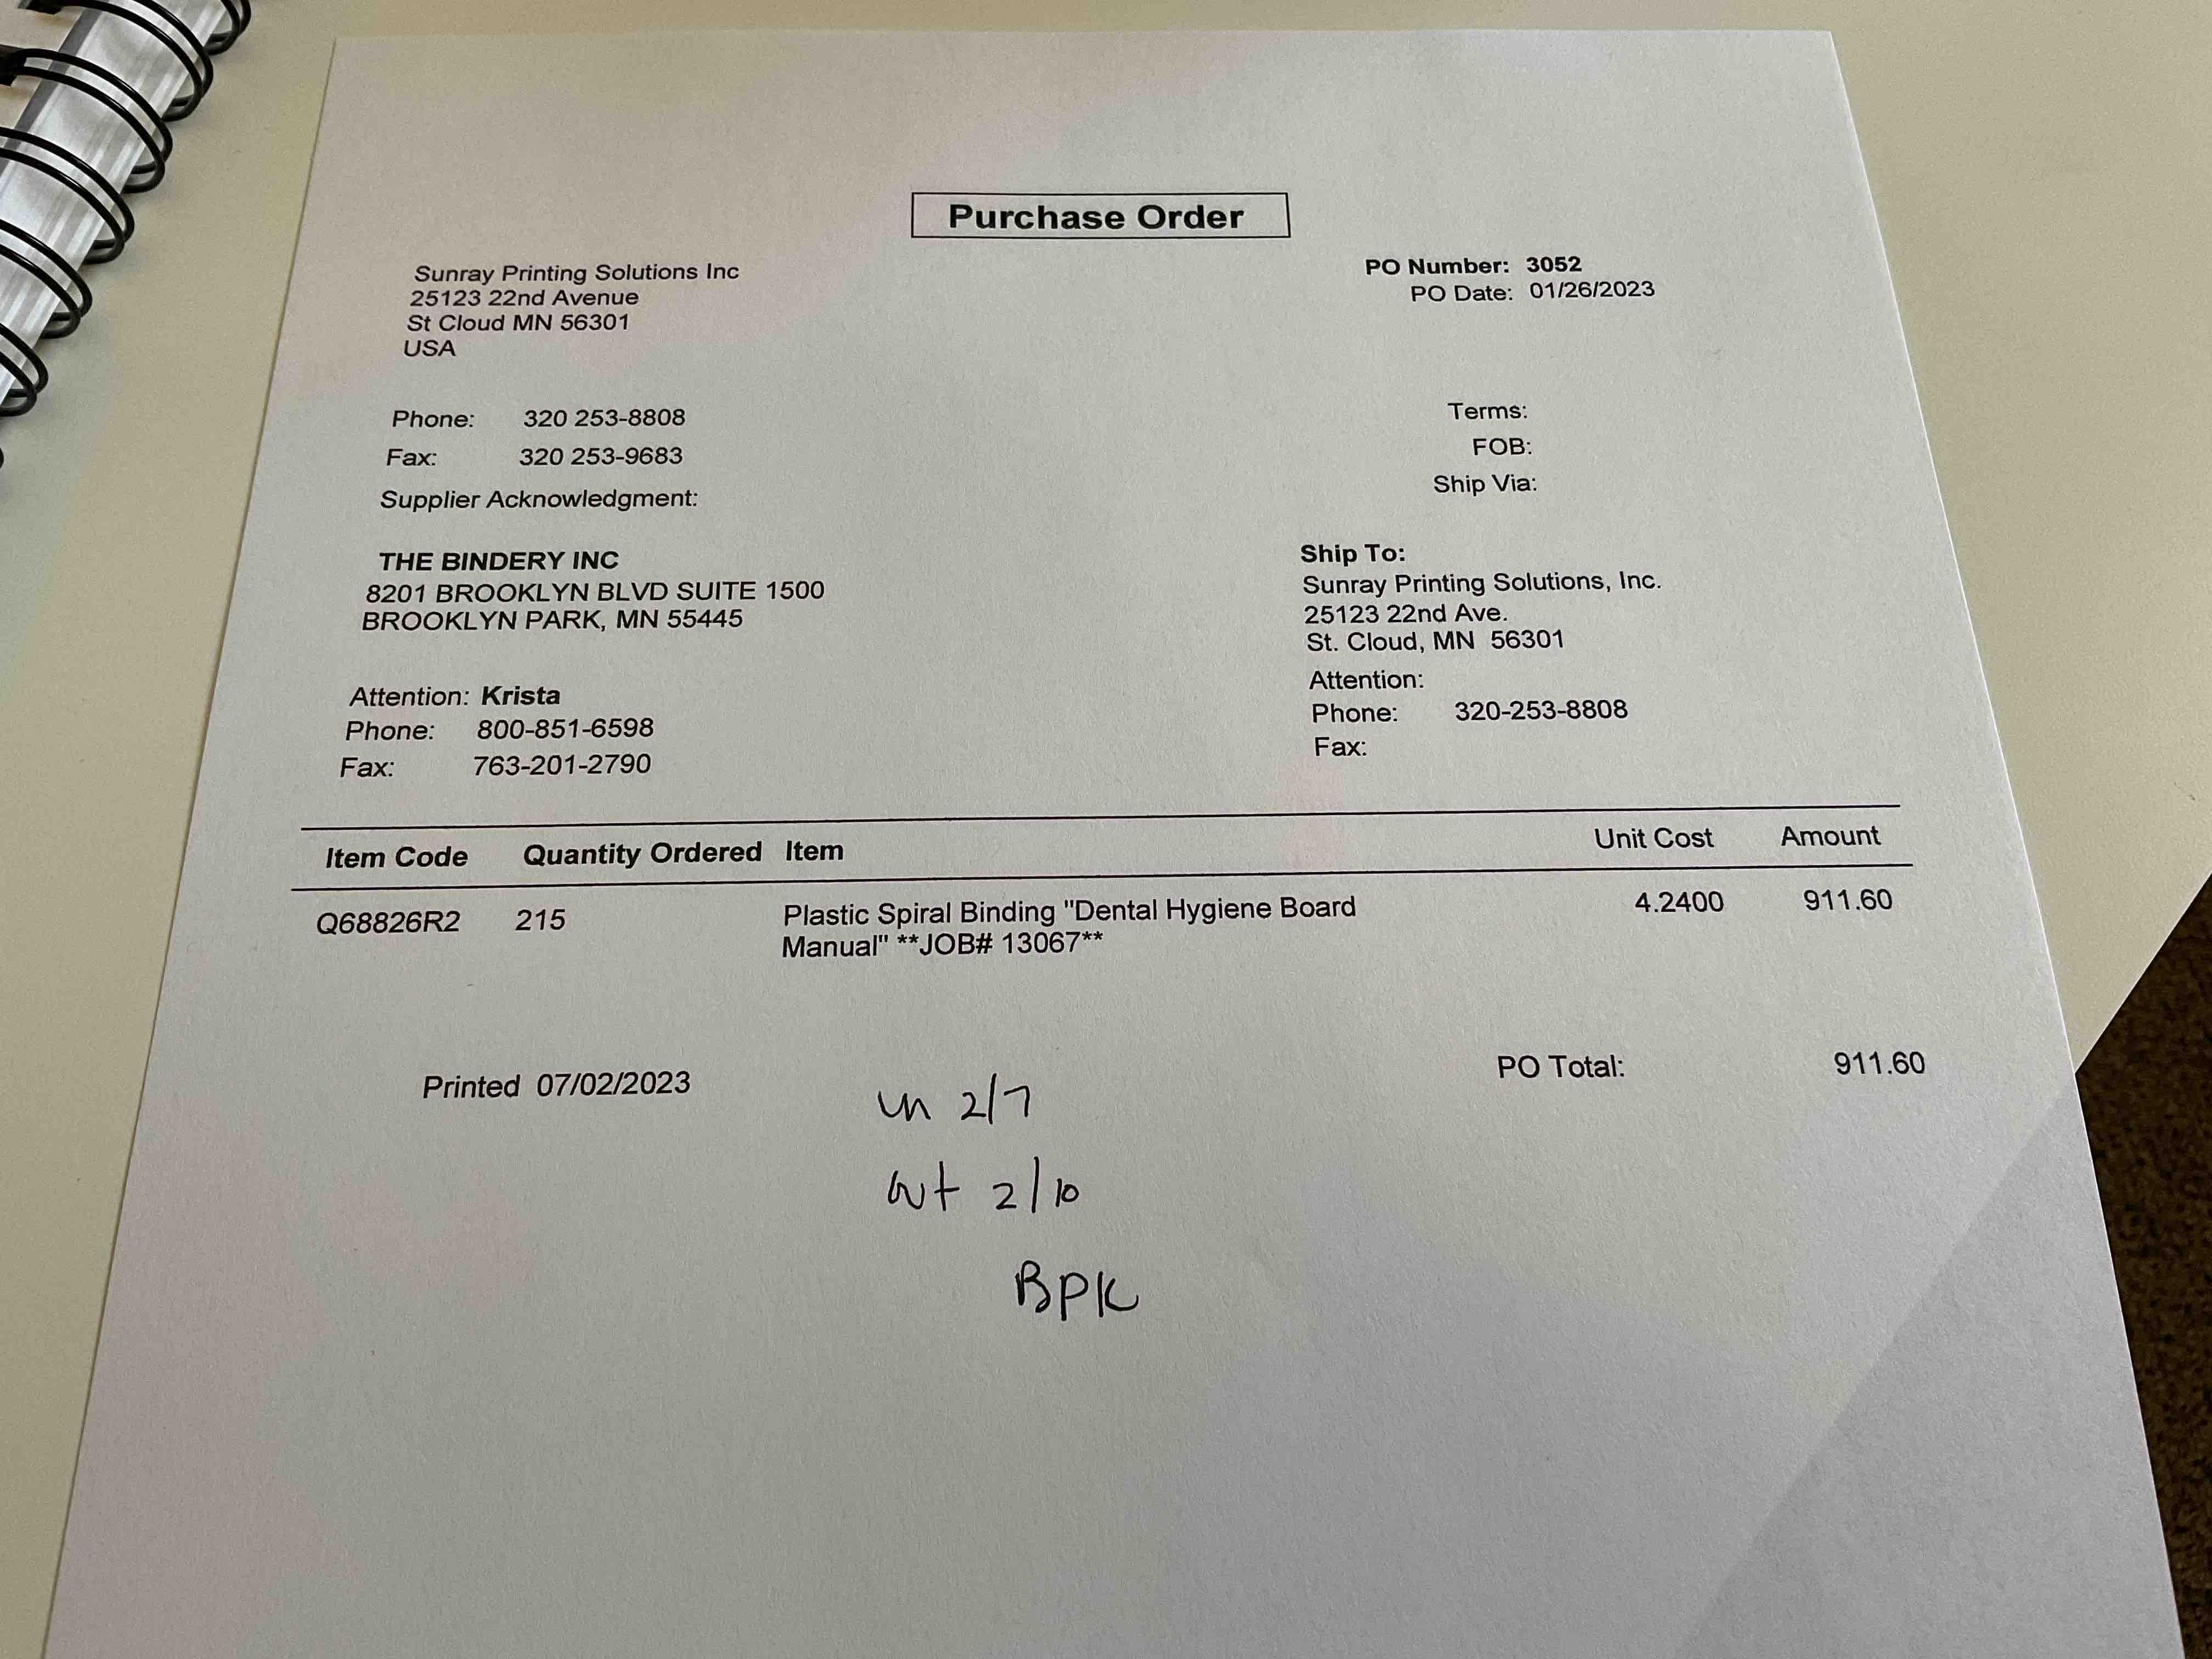 Purchase Order
Sunray Printing Solutions Inc
25123 22nd Avenue
St Cloud MN 56301
USA
PO Number: 3052
PO Date: 01/26/2023
Phone: 320 253-8808
Fax: 320 253-9683
Supplier Acknowledgment:
Terms:
FOB:
Ship Via:
THE BINDERY INC
8201 BROOKLYN BLVD SUITE 1500
BROOKLYN PARK, MN 55445
Attention: Krista
Phone: 800-851-6598
Fax: 763-201-2790
Ship To:
Sunray Printing Solutions, Inc.
25123 22nd Ave.
St. Cloud, MN 56301
Attention:
Phone: 320-253-8808
Fax:
Item Code Quantity Ordered Item Unit Cost Amount
Q68826R2 215 Plastic Spiral Binding "Dental Hygiene Board 4.2400 911.60
Manual" **JOB# 13067**
Printed 07/02/2023
PO Total: 911.60
in 2/7
out 2/10
BPK